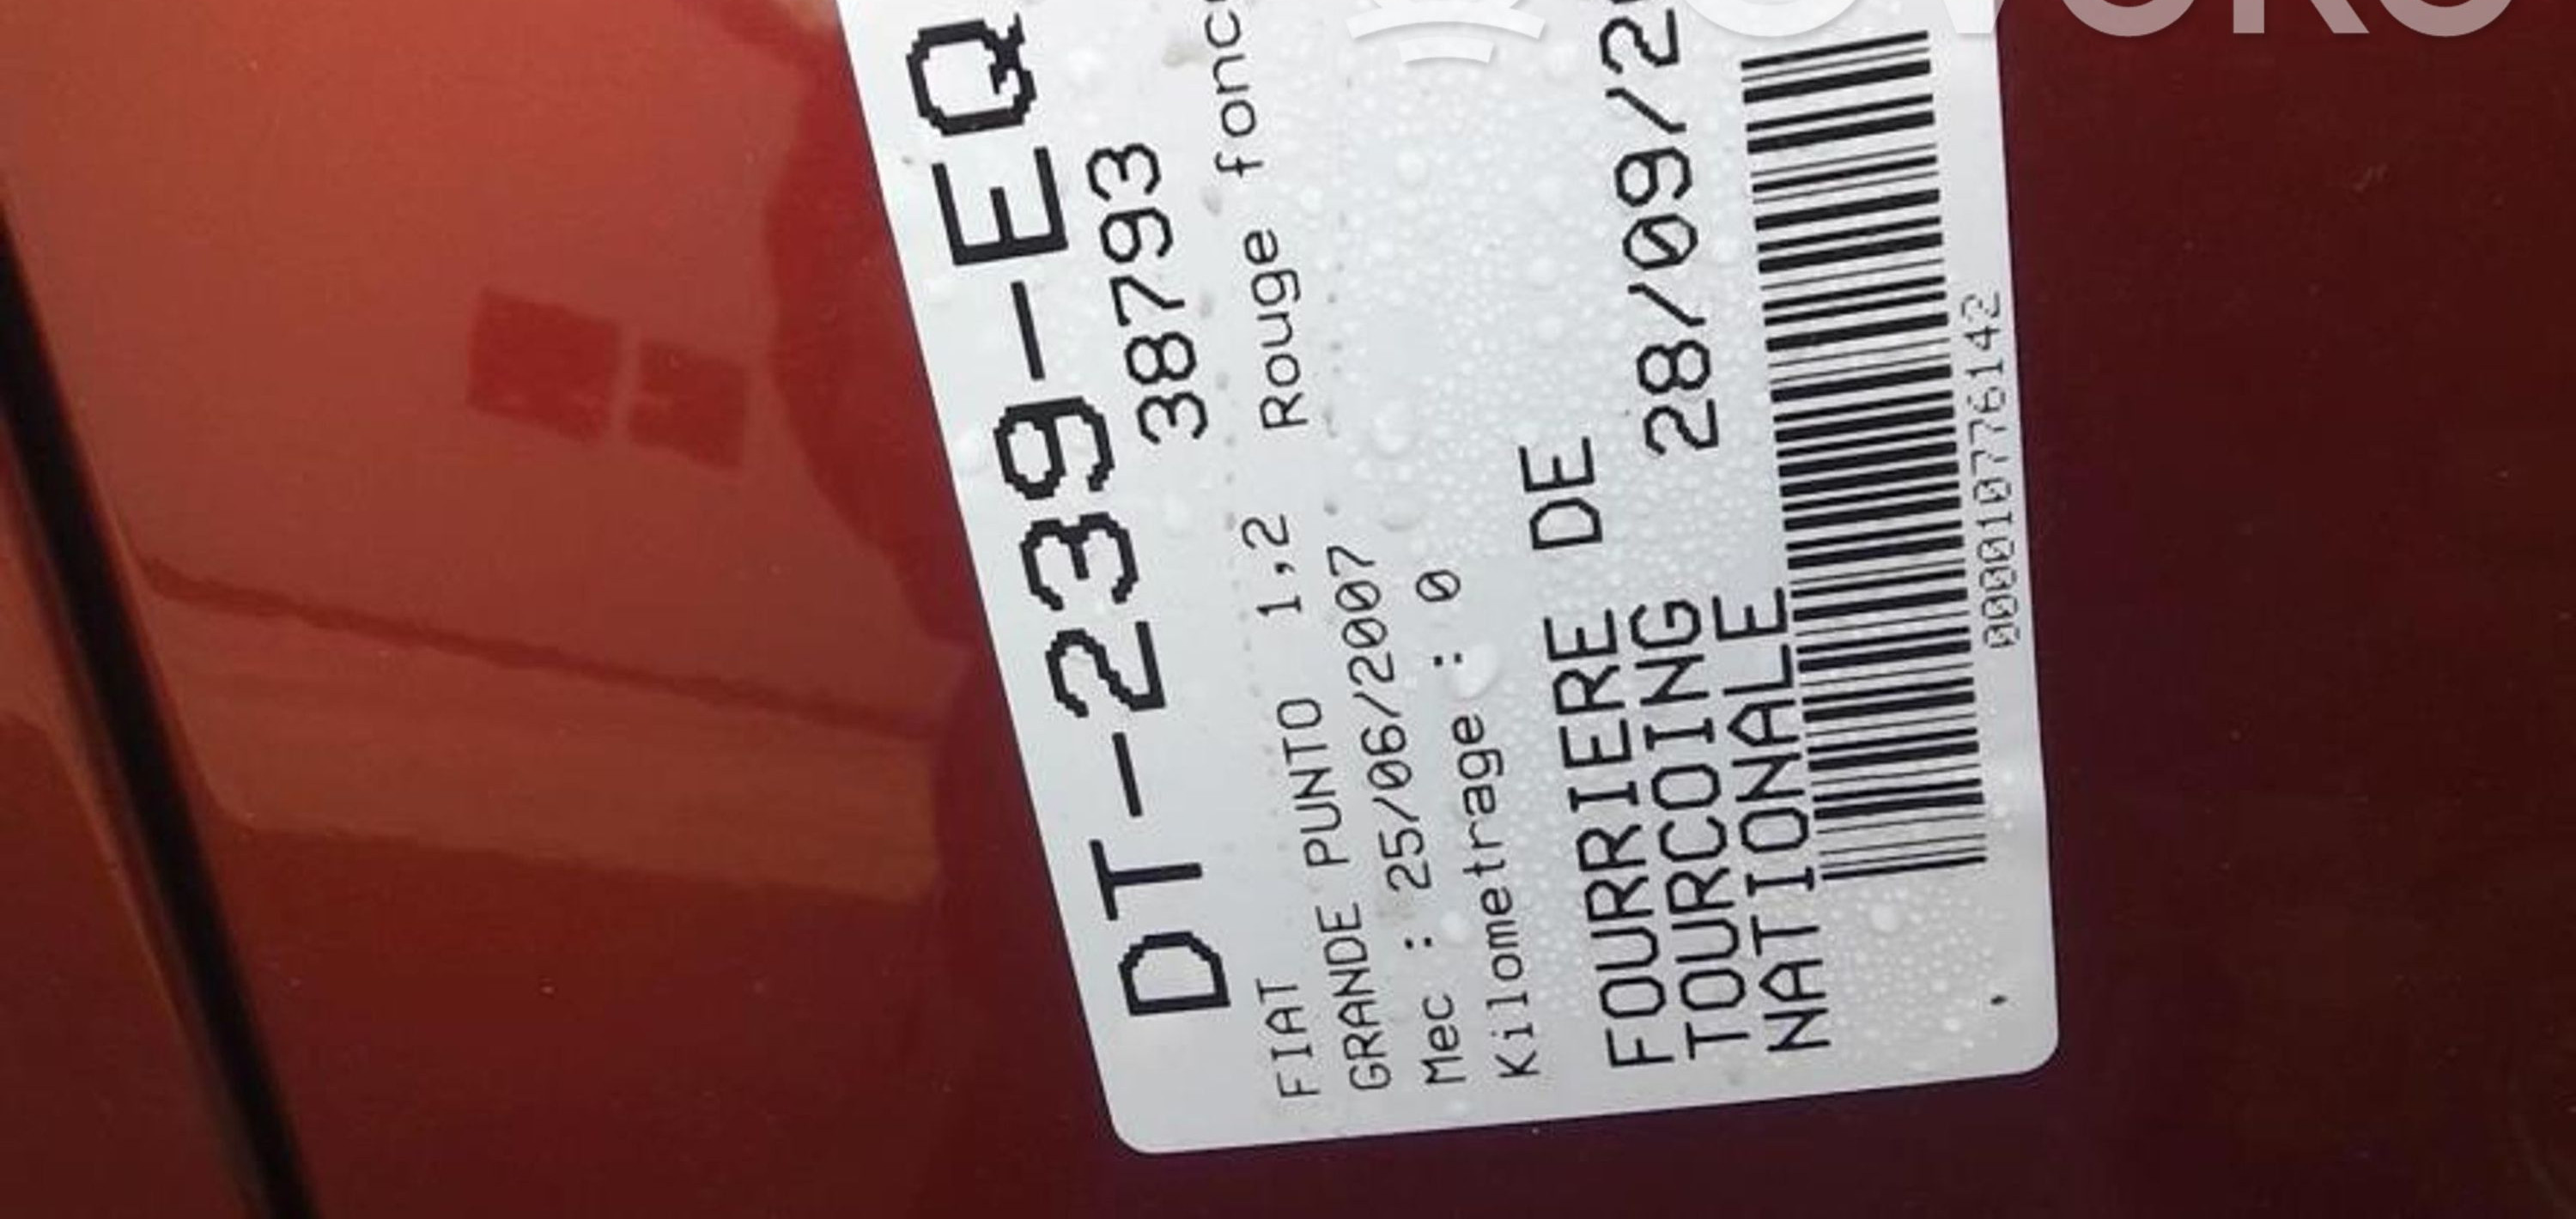 DT-239-EQ
38793
FIAT 1,2 Rouge
GRANDE PUNTO
Mec : 25/06/2007
Kilometrage : 0
FOURRIERE DE
TOURCOING 28/09/2
NATIONALE
000010776142